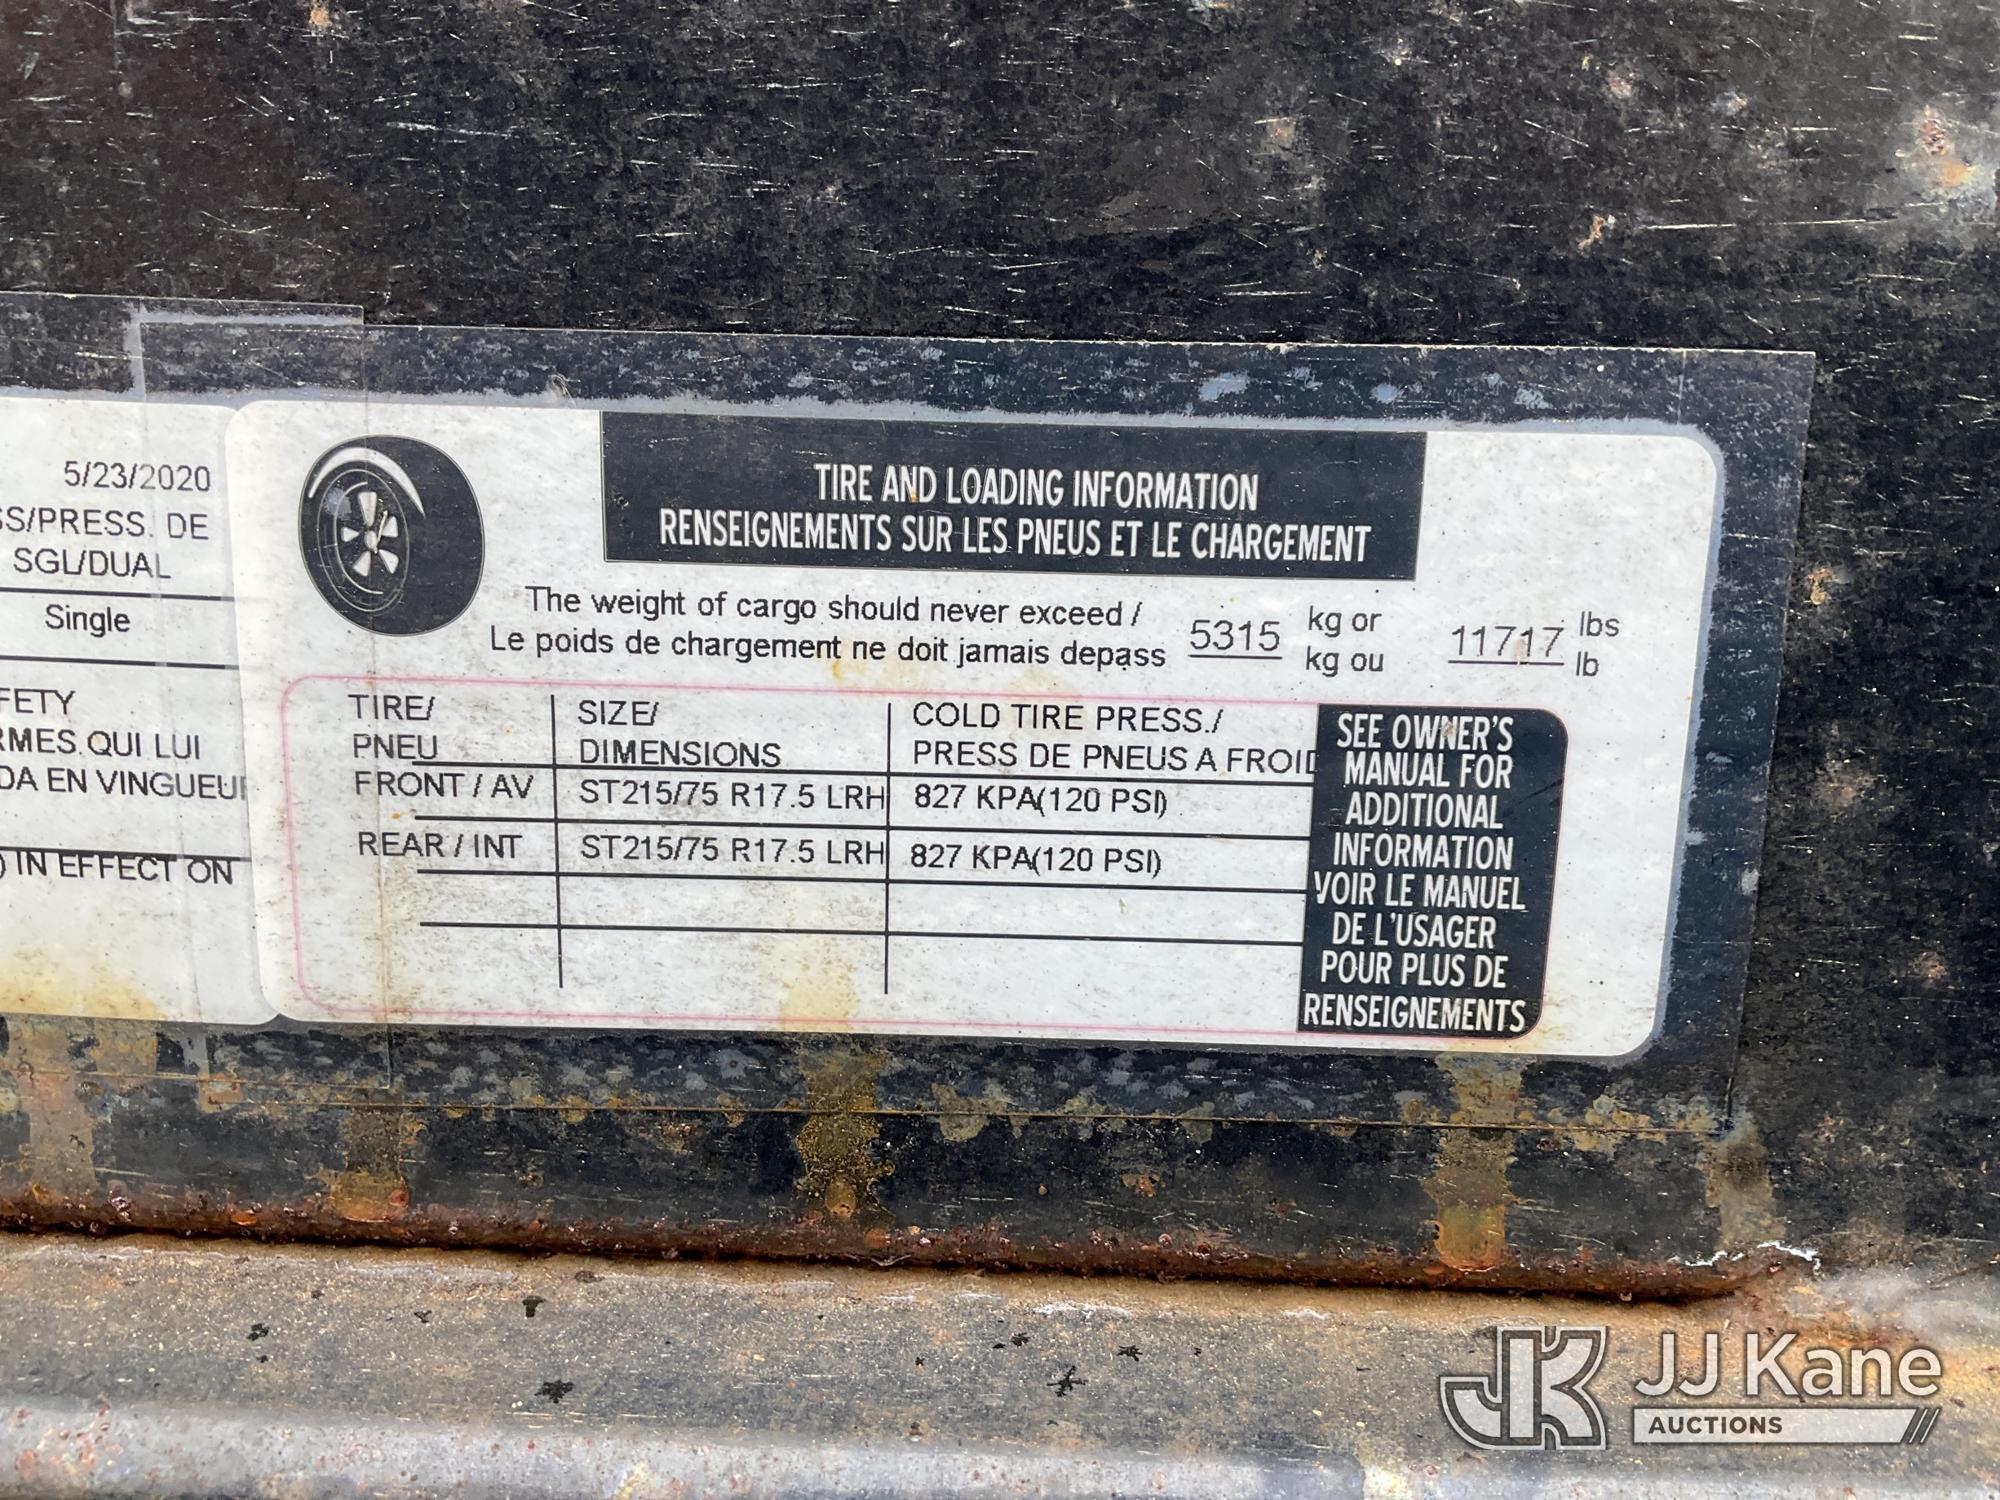 5/23/2020
SS/PRESS. DE
SGL/DUAL
Single
FETY
RMES. QUI LUI
DA EN VINGUEUR
) IN EFFECT ON
TIRE AND LOADING INFORMATION
RENSEIGNEMENTS SUR LES PNEUS ET LE CHARGEMENT
The weight of cargo should never exceed / 5315 kg or 11717 lbs
Le poids de chargement ne doit jamais depass kg ou lb
TIRE/ SIZE/ COLD TIRE PRESS./
PNEU DIMENSIONS PRESS DE PNEUS A FROID
FRONT / AV ST215/75 R17.5 LRH 827 KPA(120 PSI)
REAR / INT ST215/75 R17.5 LRH 827 KPA(120 PSI)
SEE OWNER'S
MANUAL FOR
ADDITIONAL
INFORMATION
VOIR LE MANUEL
DE L'USAGER
POUR PLUS DE
RENSEIGNEMENTS
JK JJ Kane
AUCTIONS